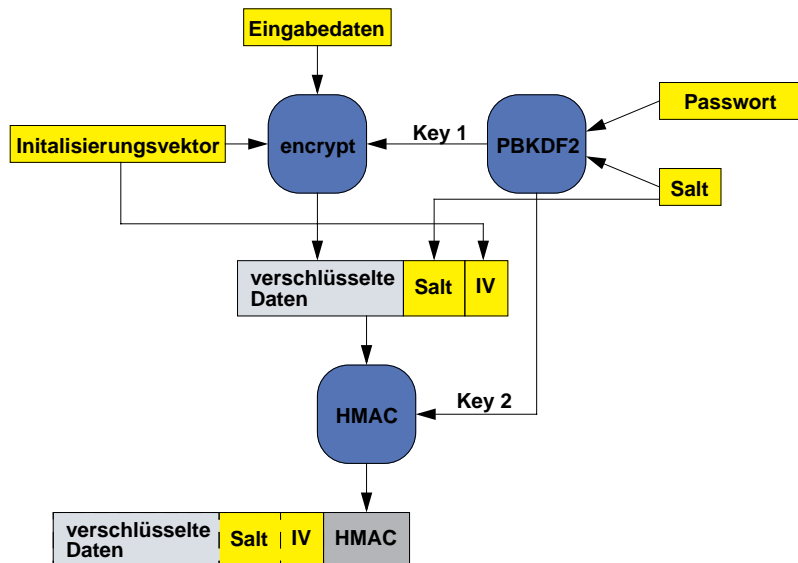 Eingabedaten
Passwort
Key 1
Initalisierungsvektor
encrypt
PBKDF2
Salt
verschlüsselte
Daten
Salt
IV
Key 2
HMAC
verschlüsselte
Daten
Salt
IV
HMAC